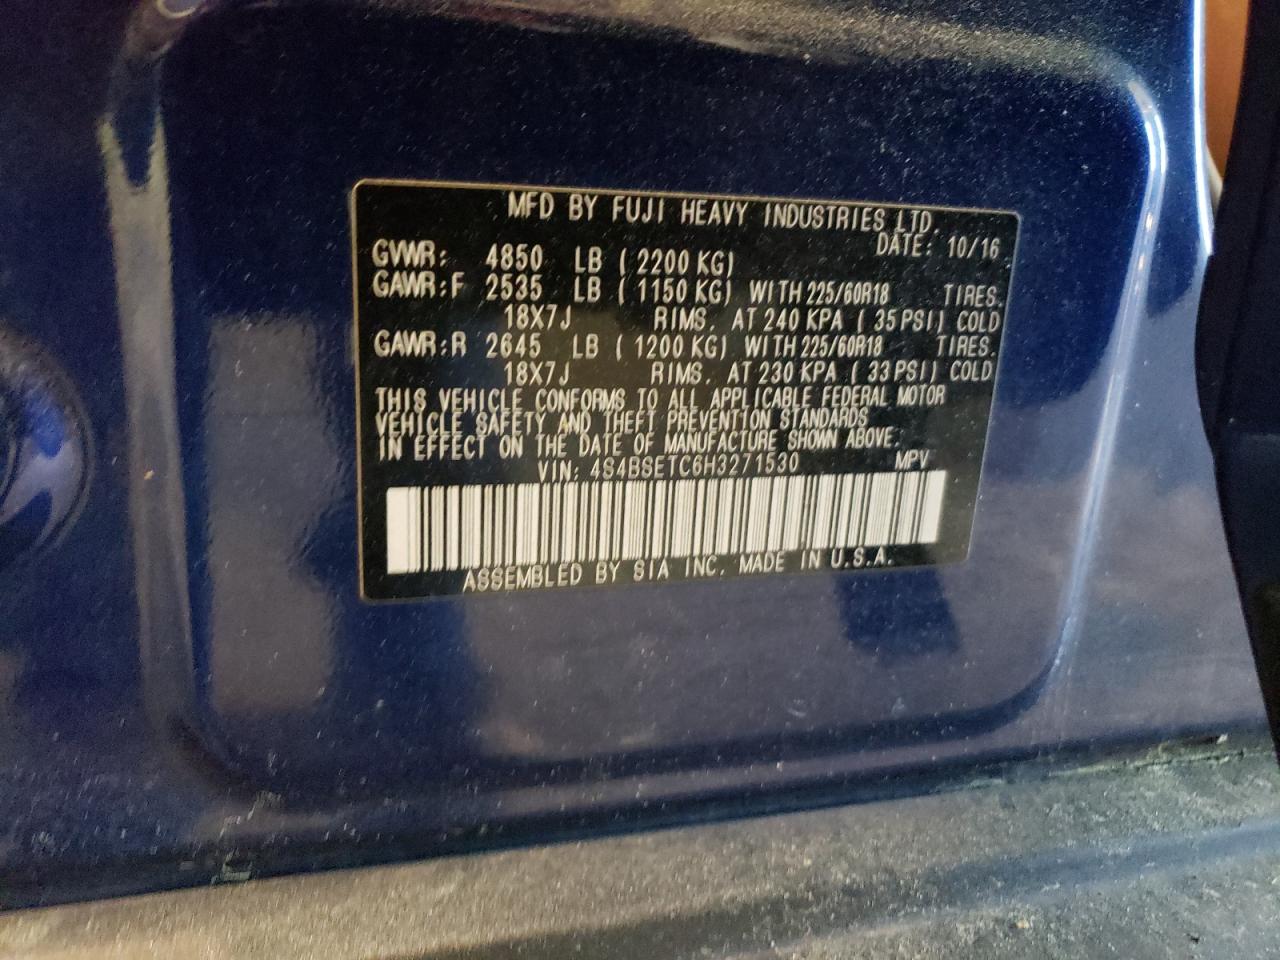 MFD BY FUJI HEAVY INDUSTRIES LTD.
DATE: 10/16
GVWR: 4850 LB ( 2200 KG)
GAWR:F 2535 LB ( 1150 KG) WITH 225/60R18 TIRES.
18X7J RIMS. AT 240 KPA ( 35 PSI) COLD
GAWR:R 2645 LB ( 1200 KG) WITH 225/60R18 TIRES.
18X7J RIMS. AT 230 KPA ( 33 PSI) COLD
THIS VEHICLE CONFORMS TO ALL APPLICABLE FEDERAL MOTOR
VEHICLE SAFETY AND THEFT PREVENTION STANDARDS
IN EFFECT ON THE DATE OF MANUFACTURE SHOWN ABOVE.
VIN: 4S4BSETC6H3271530 MPV
ASSEMBLED BY SIA INC. MADE IN U.S.A.